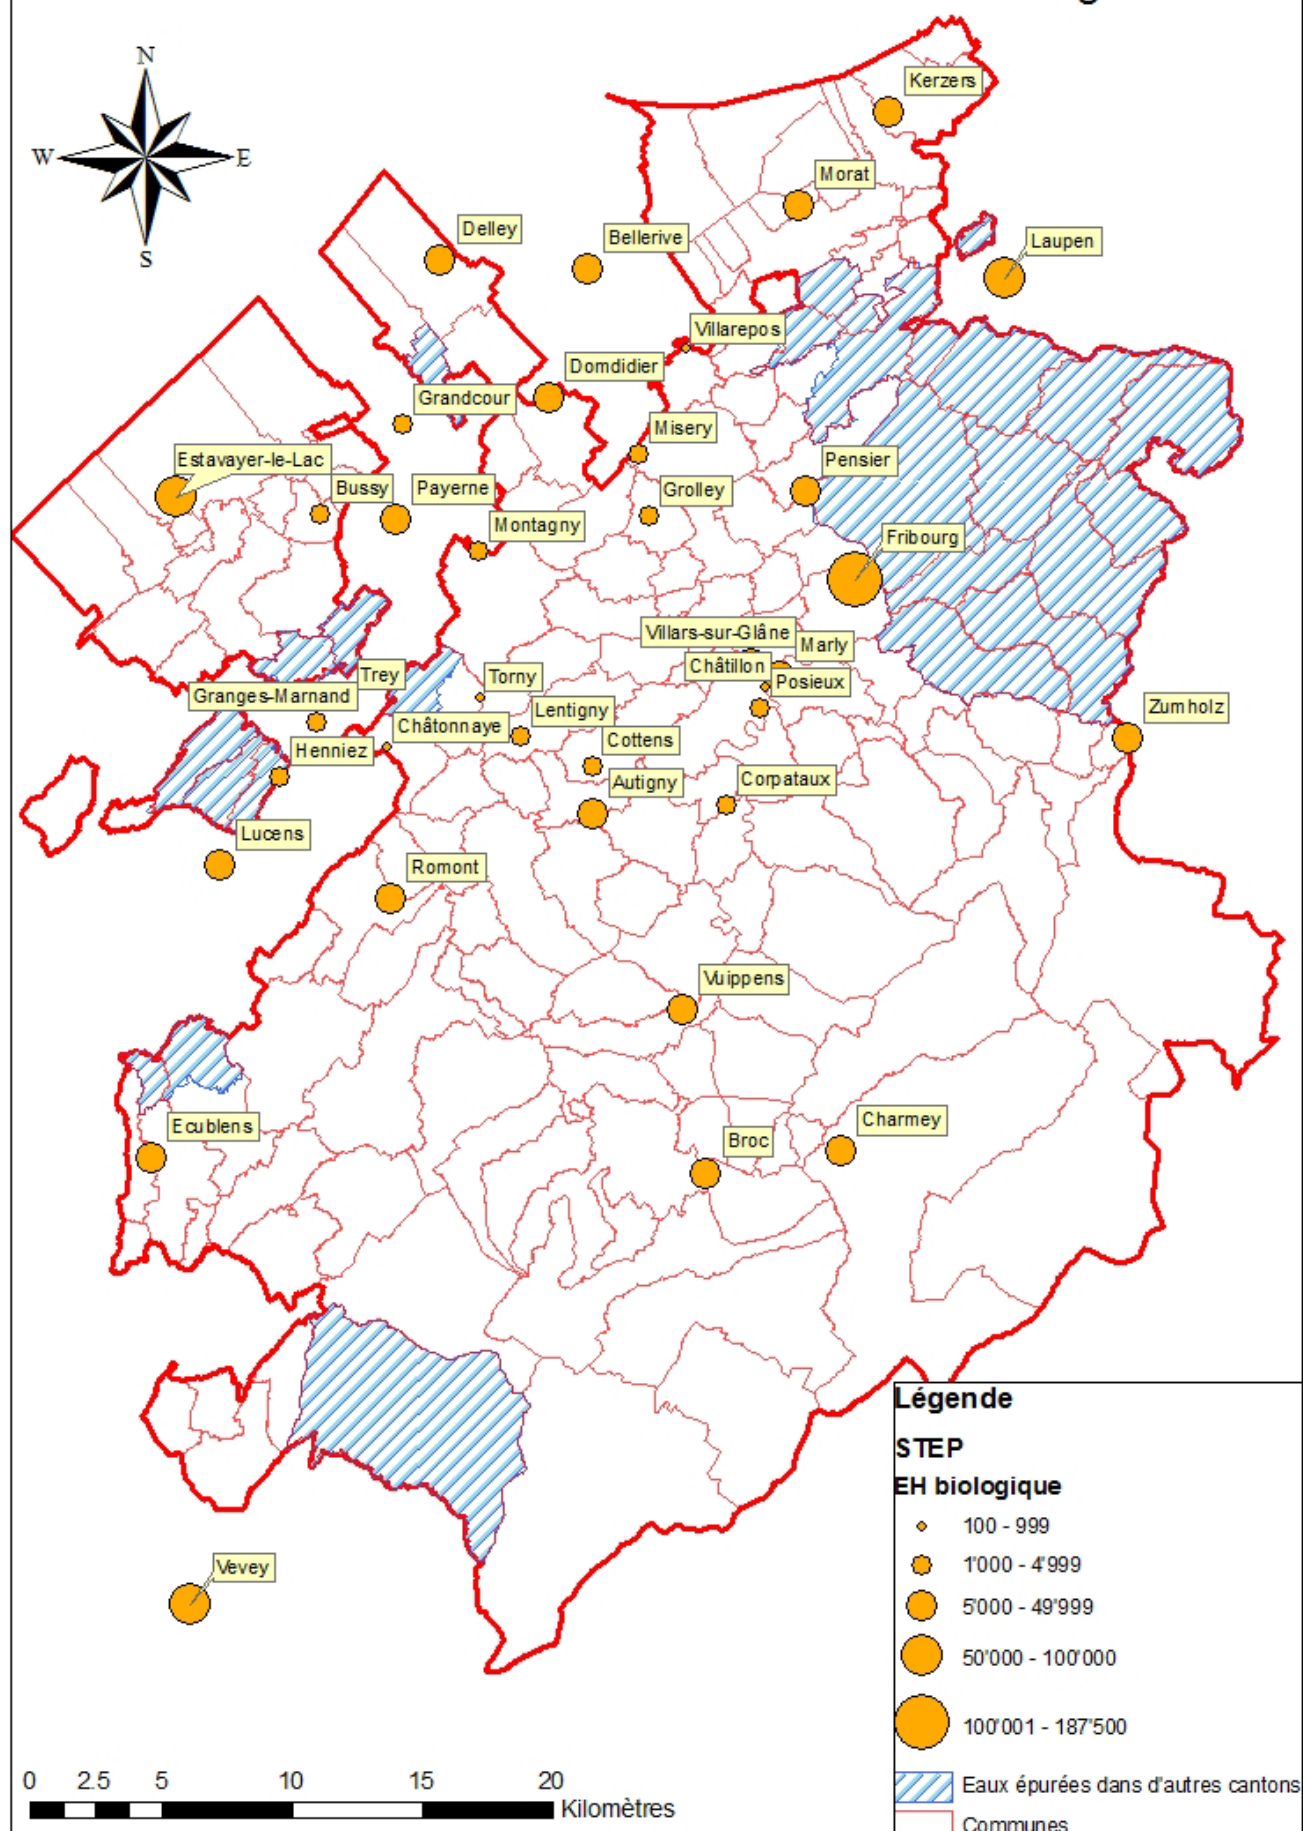 N
W
E
S
Kerzers
Morat
Delley
Bellerive
Laupen
Villarepos
Domdidier
Grandcour
Misery
Estavayer-le-Lac
Pensier
Bussy
Payerne
Grolley
Montagny
Fribourg
Villars-sur-Glâne
Marly
Châtillon
Trey
Torny
Posieux
Granges-Marnand
Lentigny
Zumholz
Châtonnaye
Henniez
Cottens
Autigny
Corpataux
Lucens
Romont
Vuippens
Ecublens
Charmey
Broc
Vevey
Légende
STEP
EH biologique
100 - 999
1'000 - 4'999
5'000 - 49'999
50'000 - 100'000
100'001 - 187'500
Eaux épurées dans d'autres cantons
Communes
0 2.5 5 10 15 20
Kilomètres